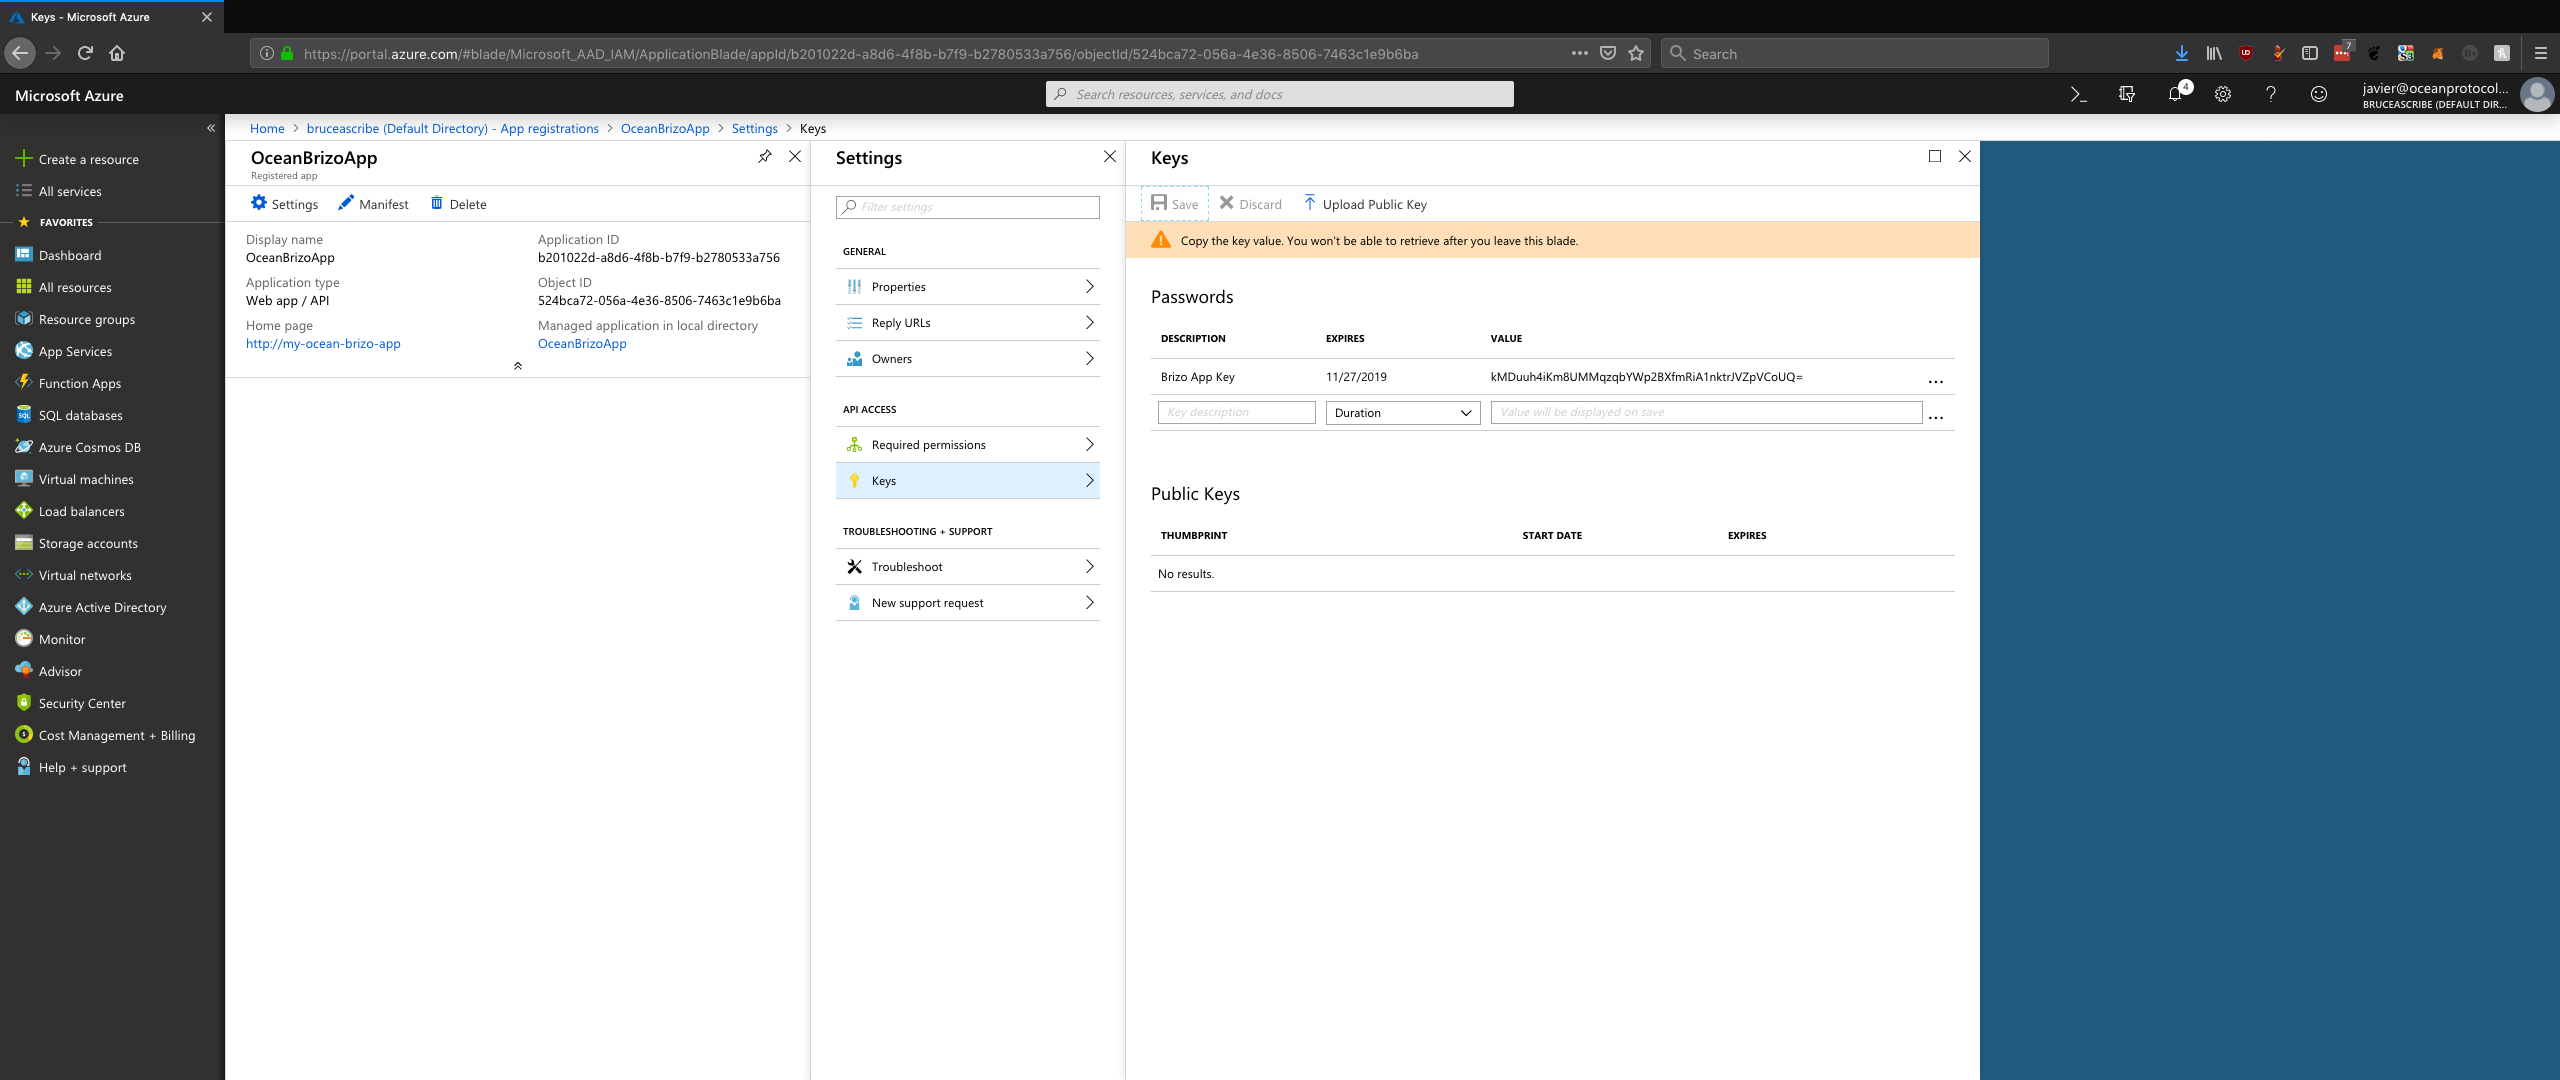 Keys - Microsoft Azure
https://portal.azure.com/#blade/Microsoft_AAD_IAM/ApplicationBlade/appId/b201022d-a8d6-4f8b-b7f9-b2780533a756/objectId/524bca72-056a-4e36-8506-7463c1e9b6ba
Search
7
Microsoft Azure
Search resources, services, and docs
4
javier@oceanprotocol...
BRUCEASCRIBE (DEFAULT DIR...
Home > bruceascribe (Default Directory) - App registrations > OceanBrizoApp > Settings > Keys
Create a resource
All services
FAVORITES
Dashboard
All resources
Resource groups
App Services
Function Apps
SQL databases
Azure Cosmos DB
Virtual machines
Load balancers
Storage accounts
Virtual networks
Azure Active Directory
Monitor
Advisor
Security Center
Cost Management + Billing
Help + support
OceanBrizoApp
Registered app
Settings
Manifest
Delete
Display name
OceanBrizoApp
Application type
Web app / API
Home page
http://my-ocean-brizo-app
Application ID
b201022d-a8d6-4f8b-b7f9-b2780533a756
Object ID
524bca72-056a-4e36-8506-7463c1e9b6ba
Managed application in local directory
OceanBrizoApp
Settings
Filter settings
GENERAL
Properties
Reply URLs
Owners
API ACCESS
Required permissions
Keys
TROUBLESHOOTING + SUPPORT
Troubleshoot
New support request
Keys
Save
Discard
Upload Public Key
Copy the key value. You won't be able to retrieve after you leave this blade.
Passwords
DESCRIPTION EXPIRES VALUE
Brizo App Key 11/27/2019 kMDuuh4iKm8UMMqzqbYWp2BXfmRiA1nktrJVZpVCoUQ= ...
Key description Duration Value will be displayed on save ...
Public Keys
THUMBPRINT START DATE EXPIRES
No results.